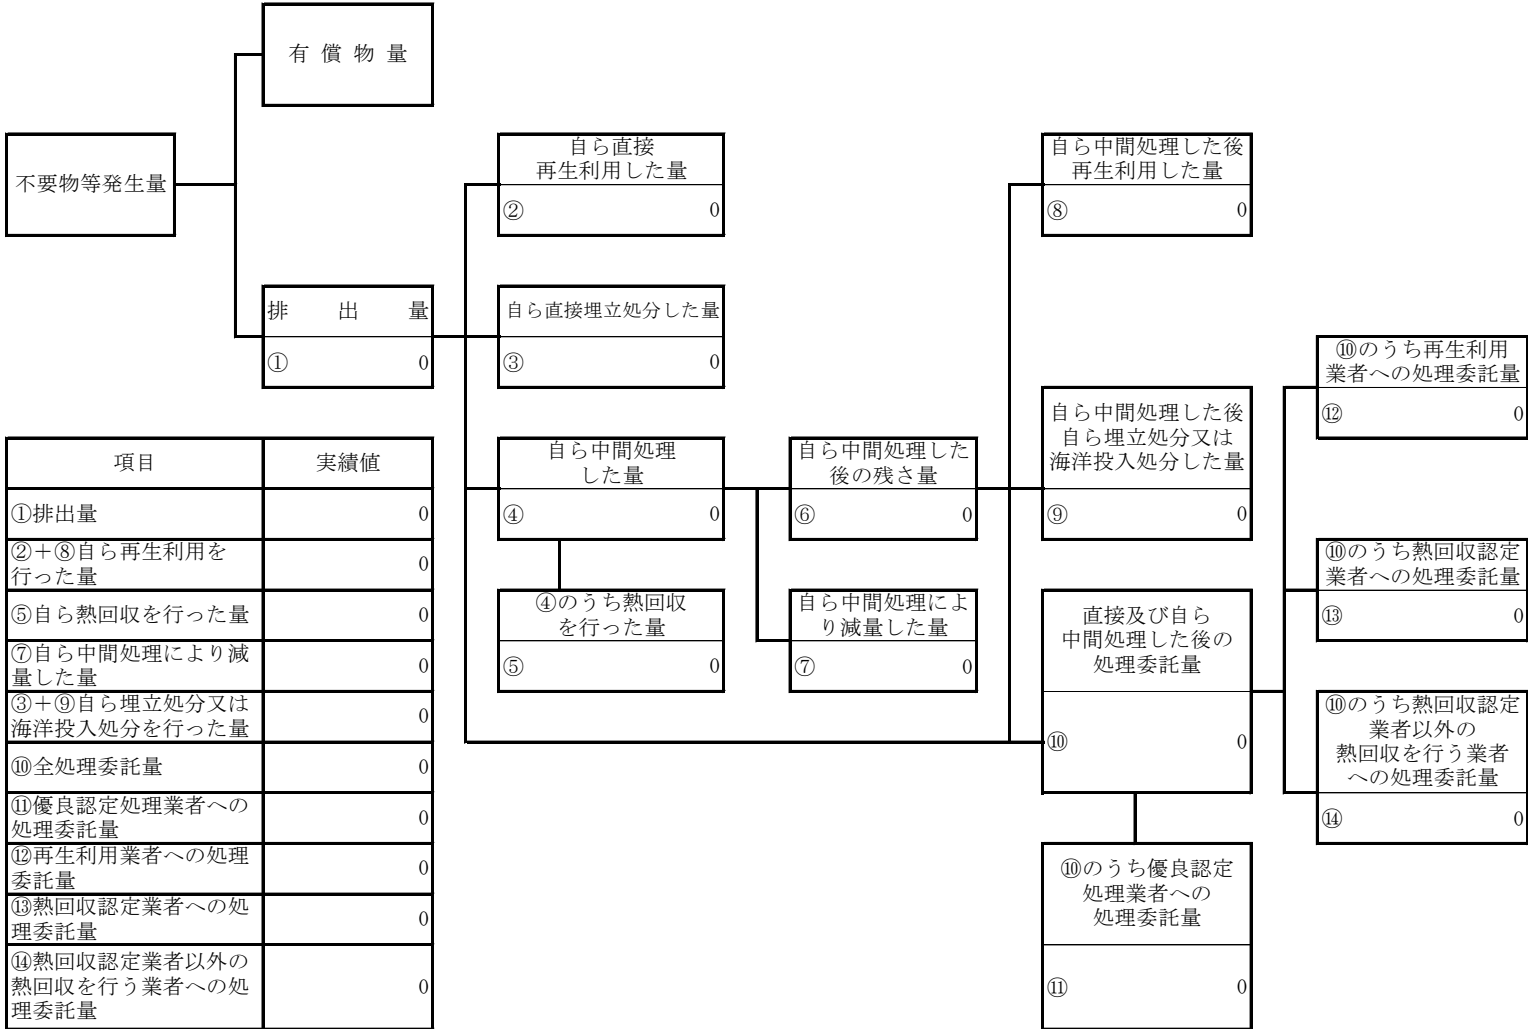 有 償 物 量
不要物等発生量
自ら直接
再生利用した量
② 0
自ら中間処理した後
再生利用した量
⑧ 0
排 出 量
① 0
自ら直接埋立処分した量
③ 0
⑩のうち再生利用
業者への処理委託量
⑫ 0
自ら中間処理
した量
④ 0
自ら中間処理した
後の残さ量
⑥ 0
自ら中間処理した後
自ら埋立処分又は
海洋投入処分した量
⑨ 0
⑩のうち熱回収認定
業者への処理委託量
⑬ 0
④のうち熱回収
を行った量
⑤ 0
自ら中間処理によ
り減量した量
⑦ 0
直接及び自ら
中間処理した後の
処理委託量
⑩ 0
⑩のうち熱回収認定
業者以外の
熱回収を行う業者
への処理委託量
⑭ 0
⑩のうち優良認定
処理業者への
処理委託量
⑪ 0
項目 実績値
①排出量 0
②+⑧自ら再生利用を
行った量 0
⑤自ら熱回収を行った量 0
⑦自ら中間処理により減
量した量 0
③+⑨自ら埋立処分又は
海洋投入処分を行った量 0
⑩全処理委託量 0
⑪優良認定処理業者への
処理委託量 0
⑫再生利用業者への処理
委託量 0
⑬熱回収認定業者への処
理委託量 0
⑭熱回収認定業者以外の
熱回収を行う業者への処
理委託量 0